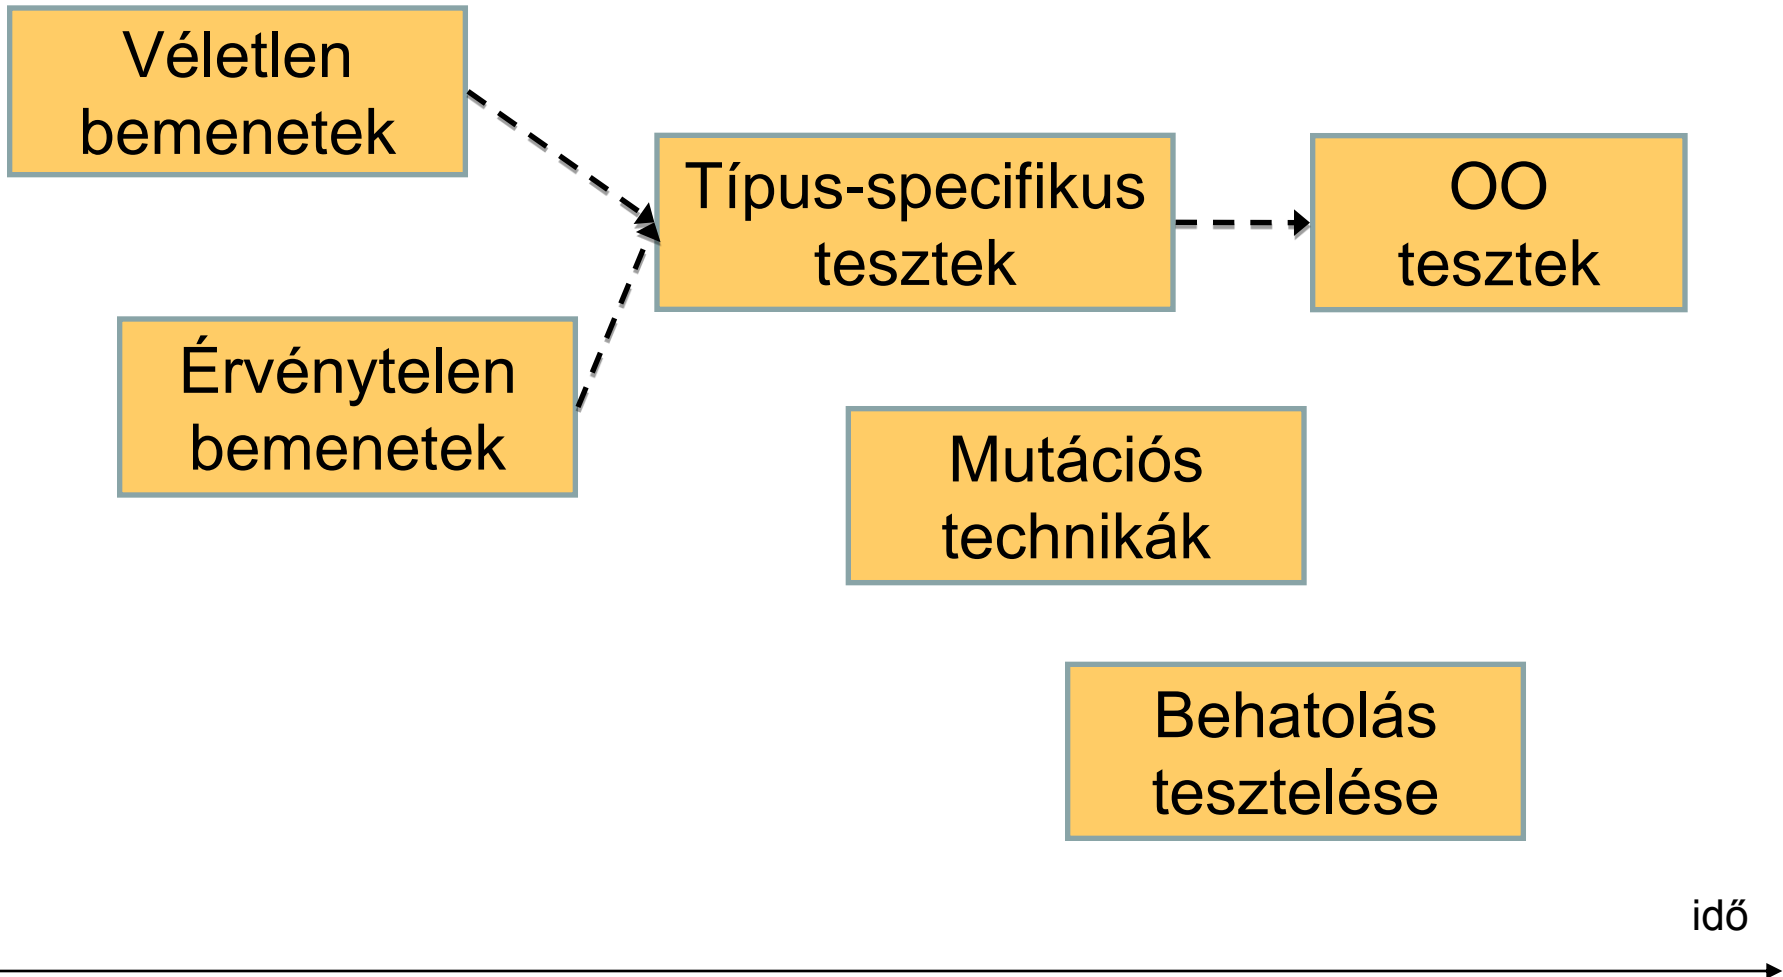 Véletlen
bemenetek
Típus-specifikus
tesztek
OO
tesztek
Érvénytelen
bemenetek
Mutációs
technikák
Behatolás
tesztelése
idő